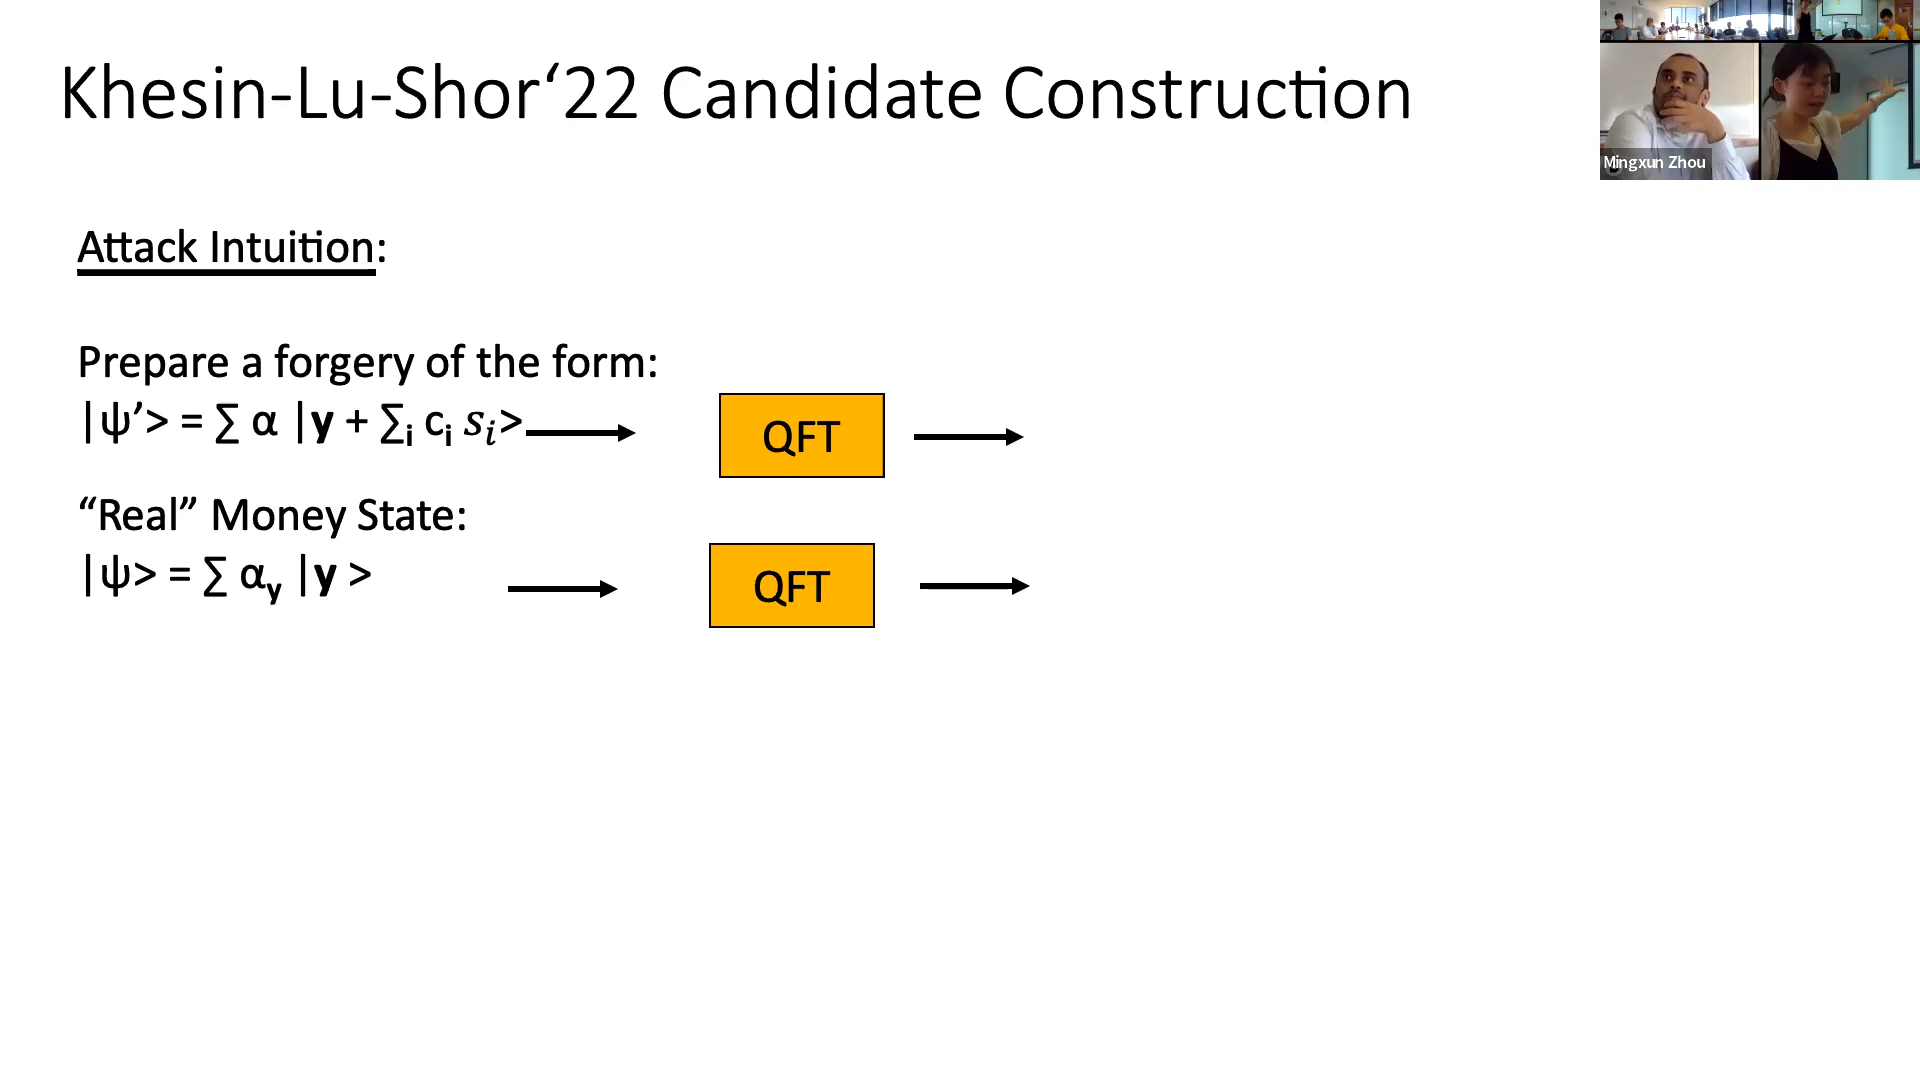 Khesin-Lu-Shor‘22 Candidate Construction
Mingxun Zhou
Attack Intuition:
Prepare a forgery of the form:
|ψ’> = ∑ α |y + ∑i ci si>
QFT
“Real” Money State:
|ψ> = ∑ αy |y >
QFT